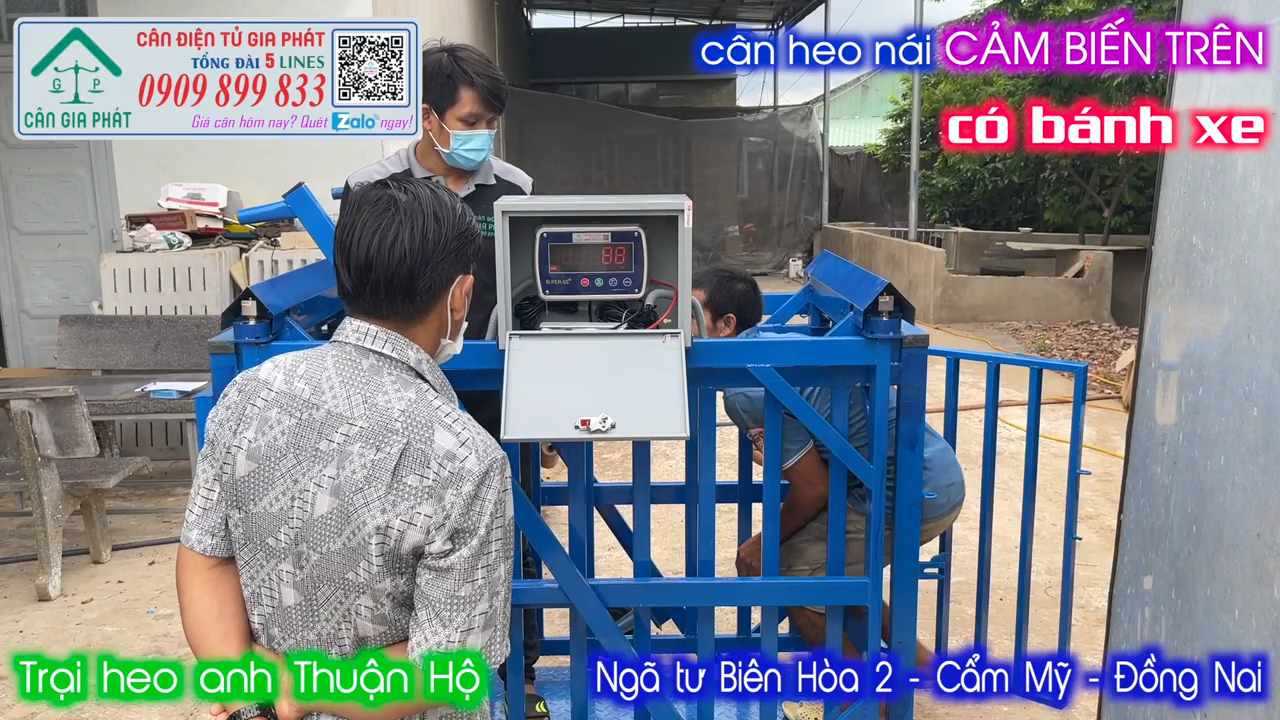 CÂN ĐIỆN TỬ GIA PHÁT
TỔNG ĐÀI 5 LINES
0909 899 833
G P
CÂN GIA PHÁT
Giá cân hôm nay? Quét Zalo ngay!
cân heo nái CẢM BIẾN TRÊN
có bánh xe
SUPER-SS
88
Trại heo anh Thuận Hộ
Ngã tư Biên Hòa 2 - Cẩm Mỹ - Đồng Nai